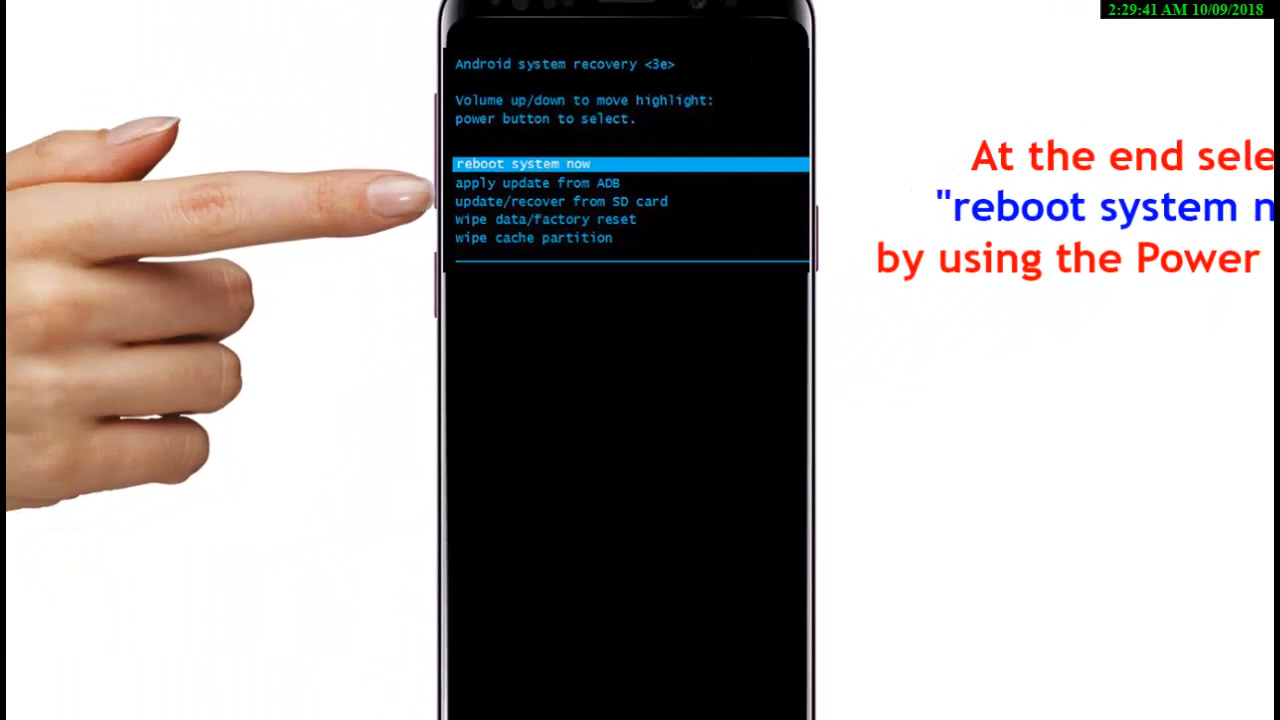 2:29:41 AM 10/09/2018
Android system recovery <3e>
Volume up/down to move highlight:
power button to select.
reboot system now
apply update from ADB
update/recover from SD card
wipe data/factory reset
wipe cache partition
At the end sele
"reboot system n
by using the Power